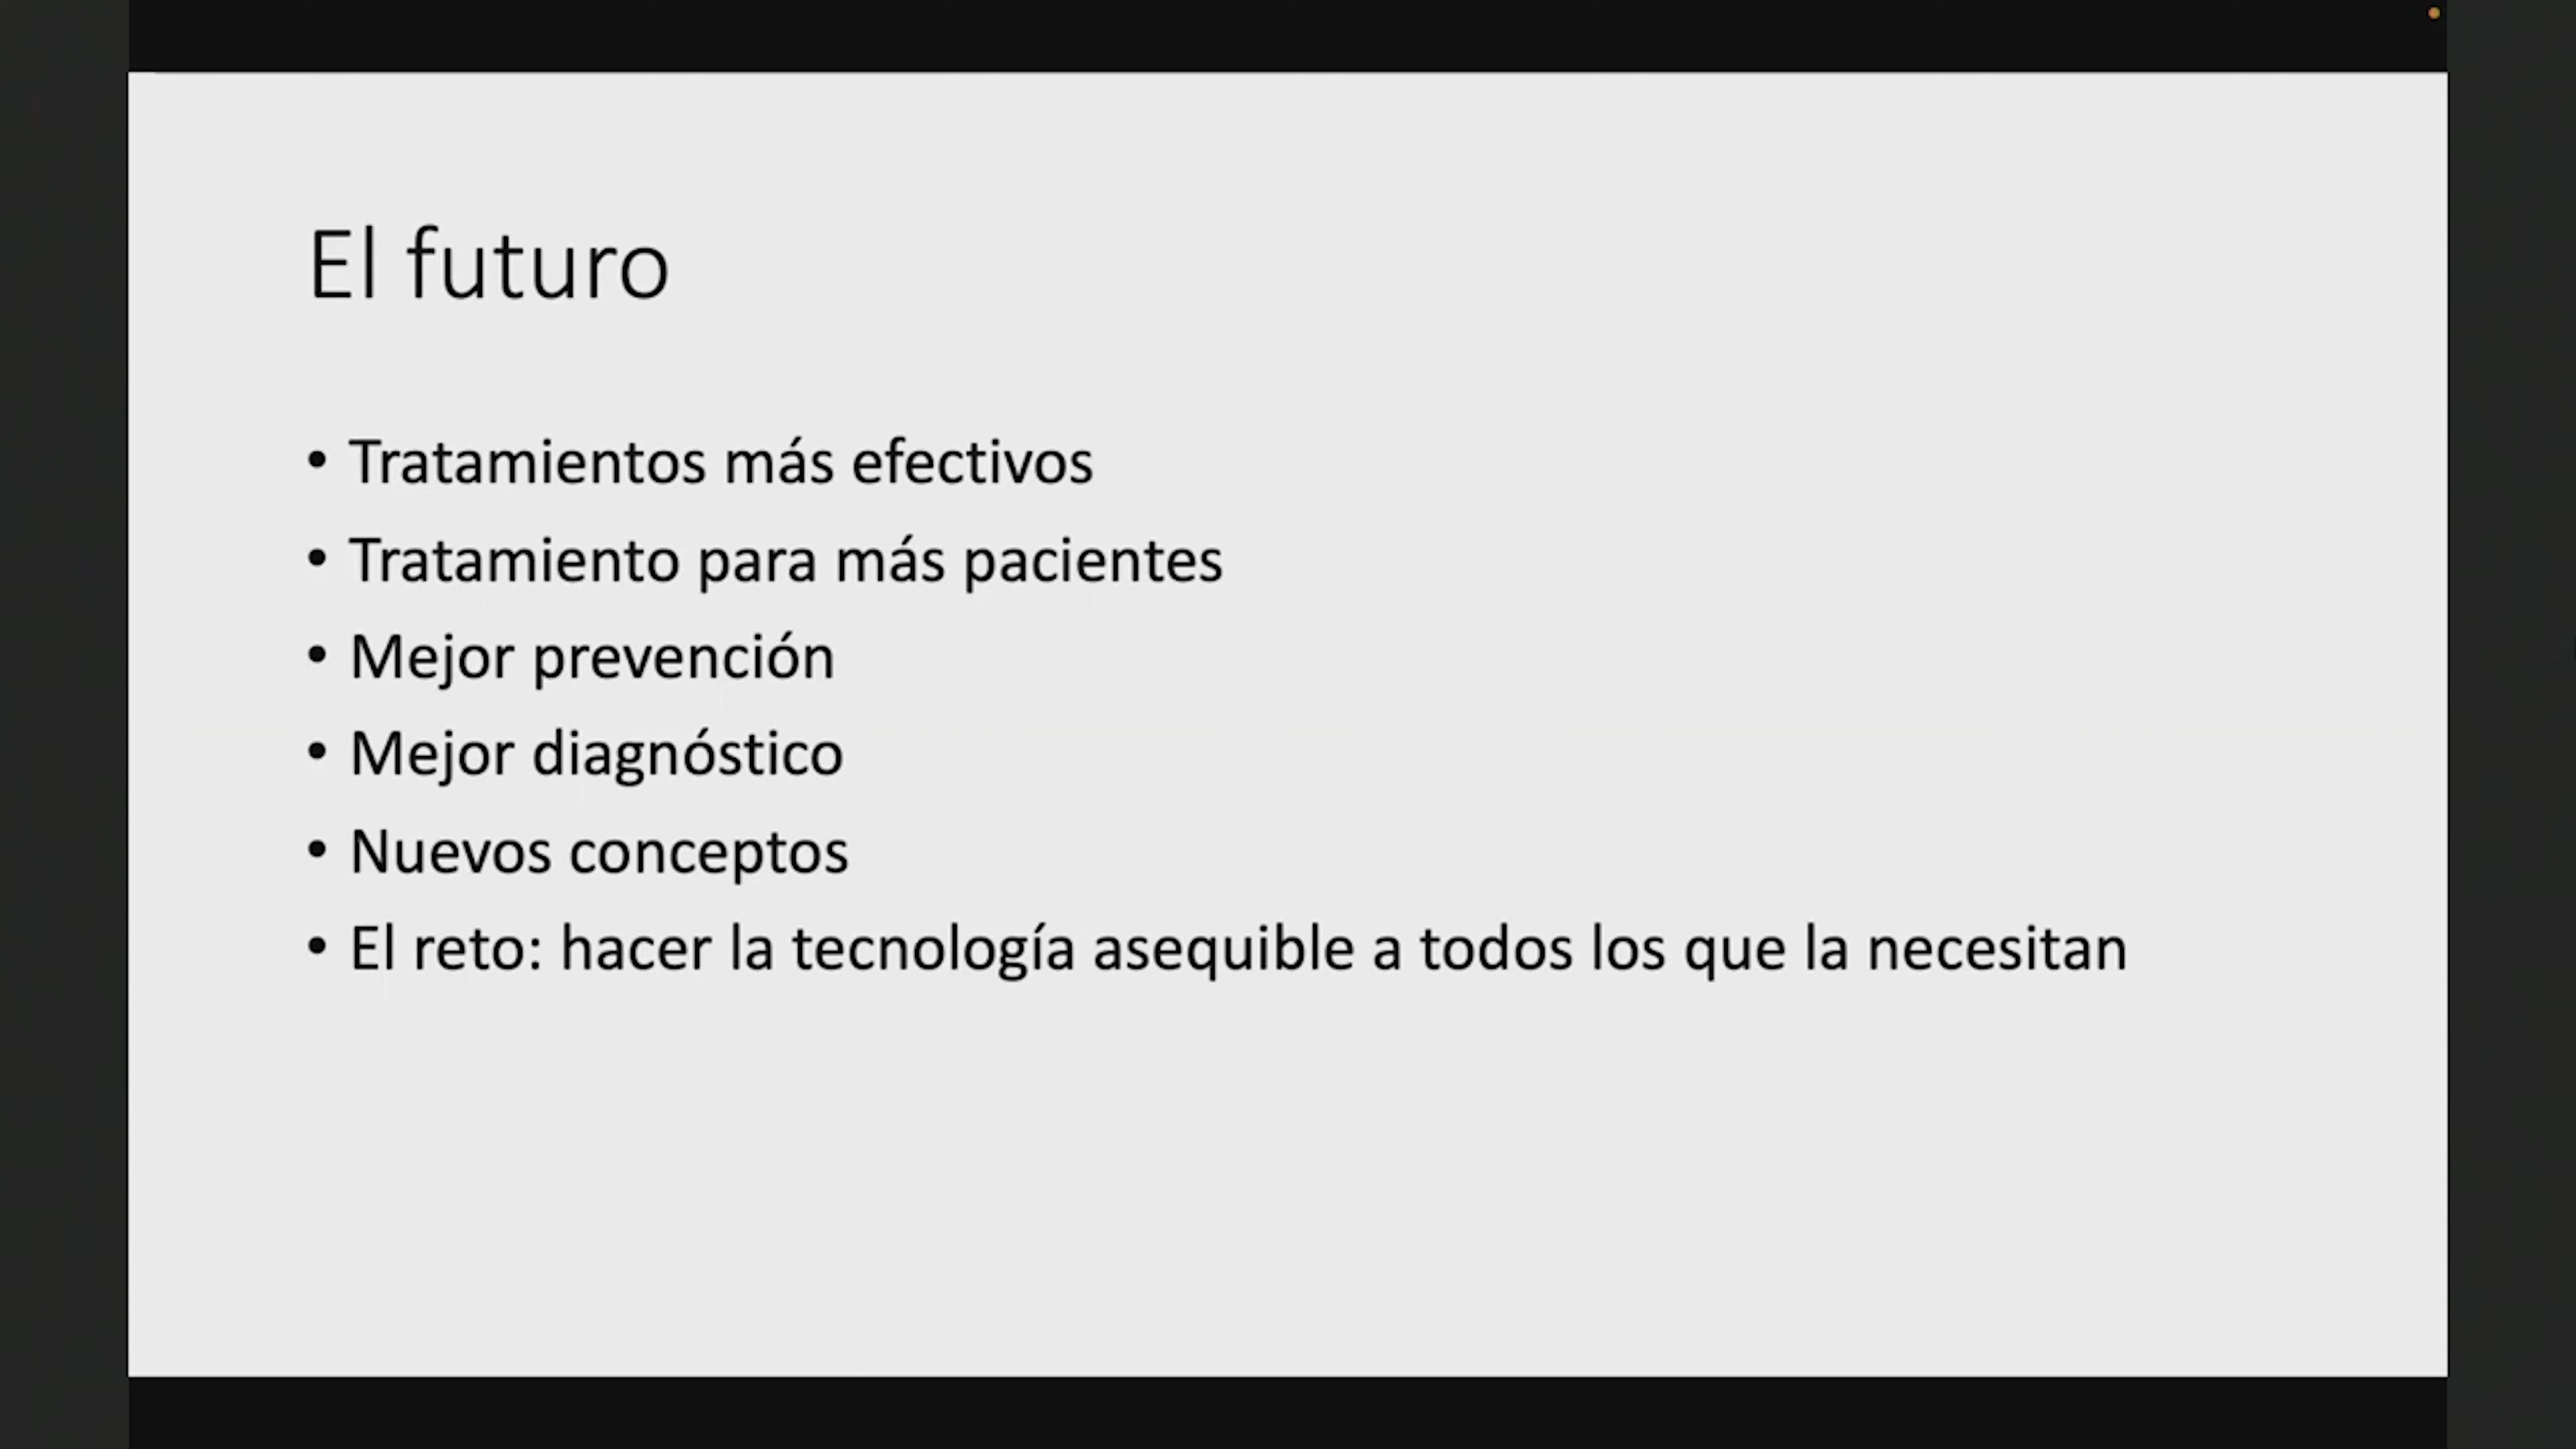 El futuro
• Tratamientos más efectivos
• Tratamiento para más pacientes
• Mejor prevención
• Mejor diagnóstico
• Nuevos conceptos
• El reto: hacer la tecnología asequible a todos los que la necesitan